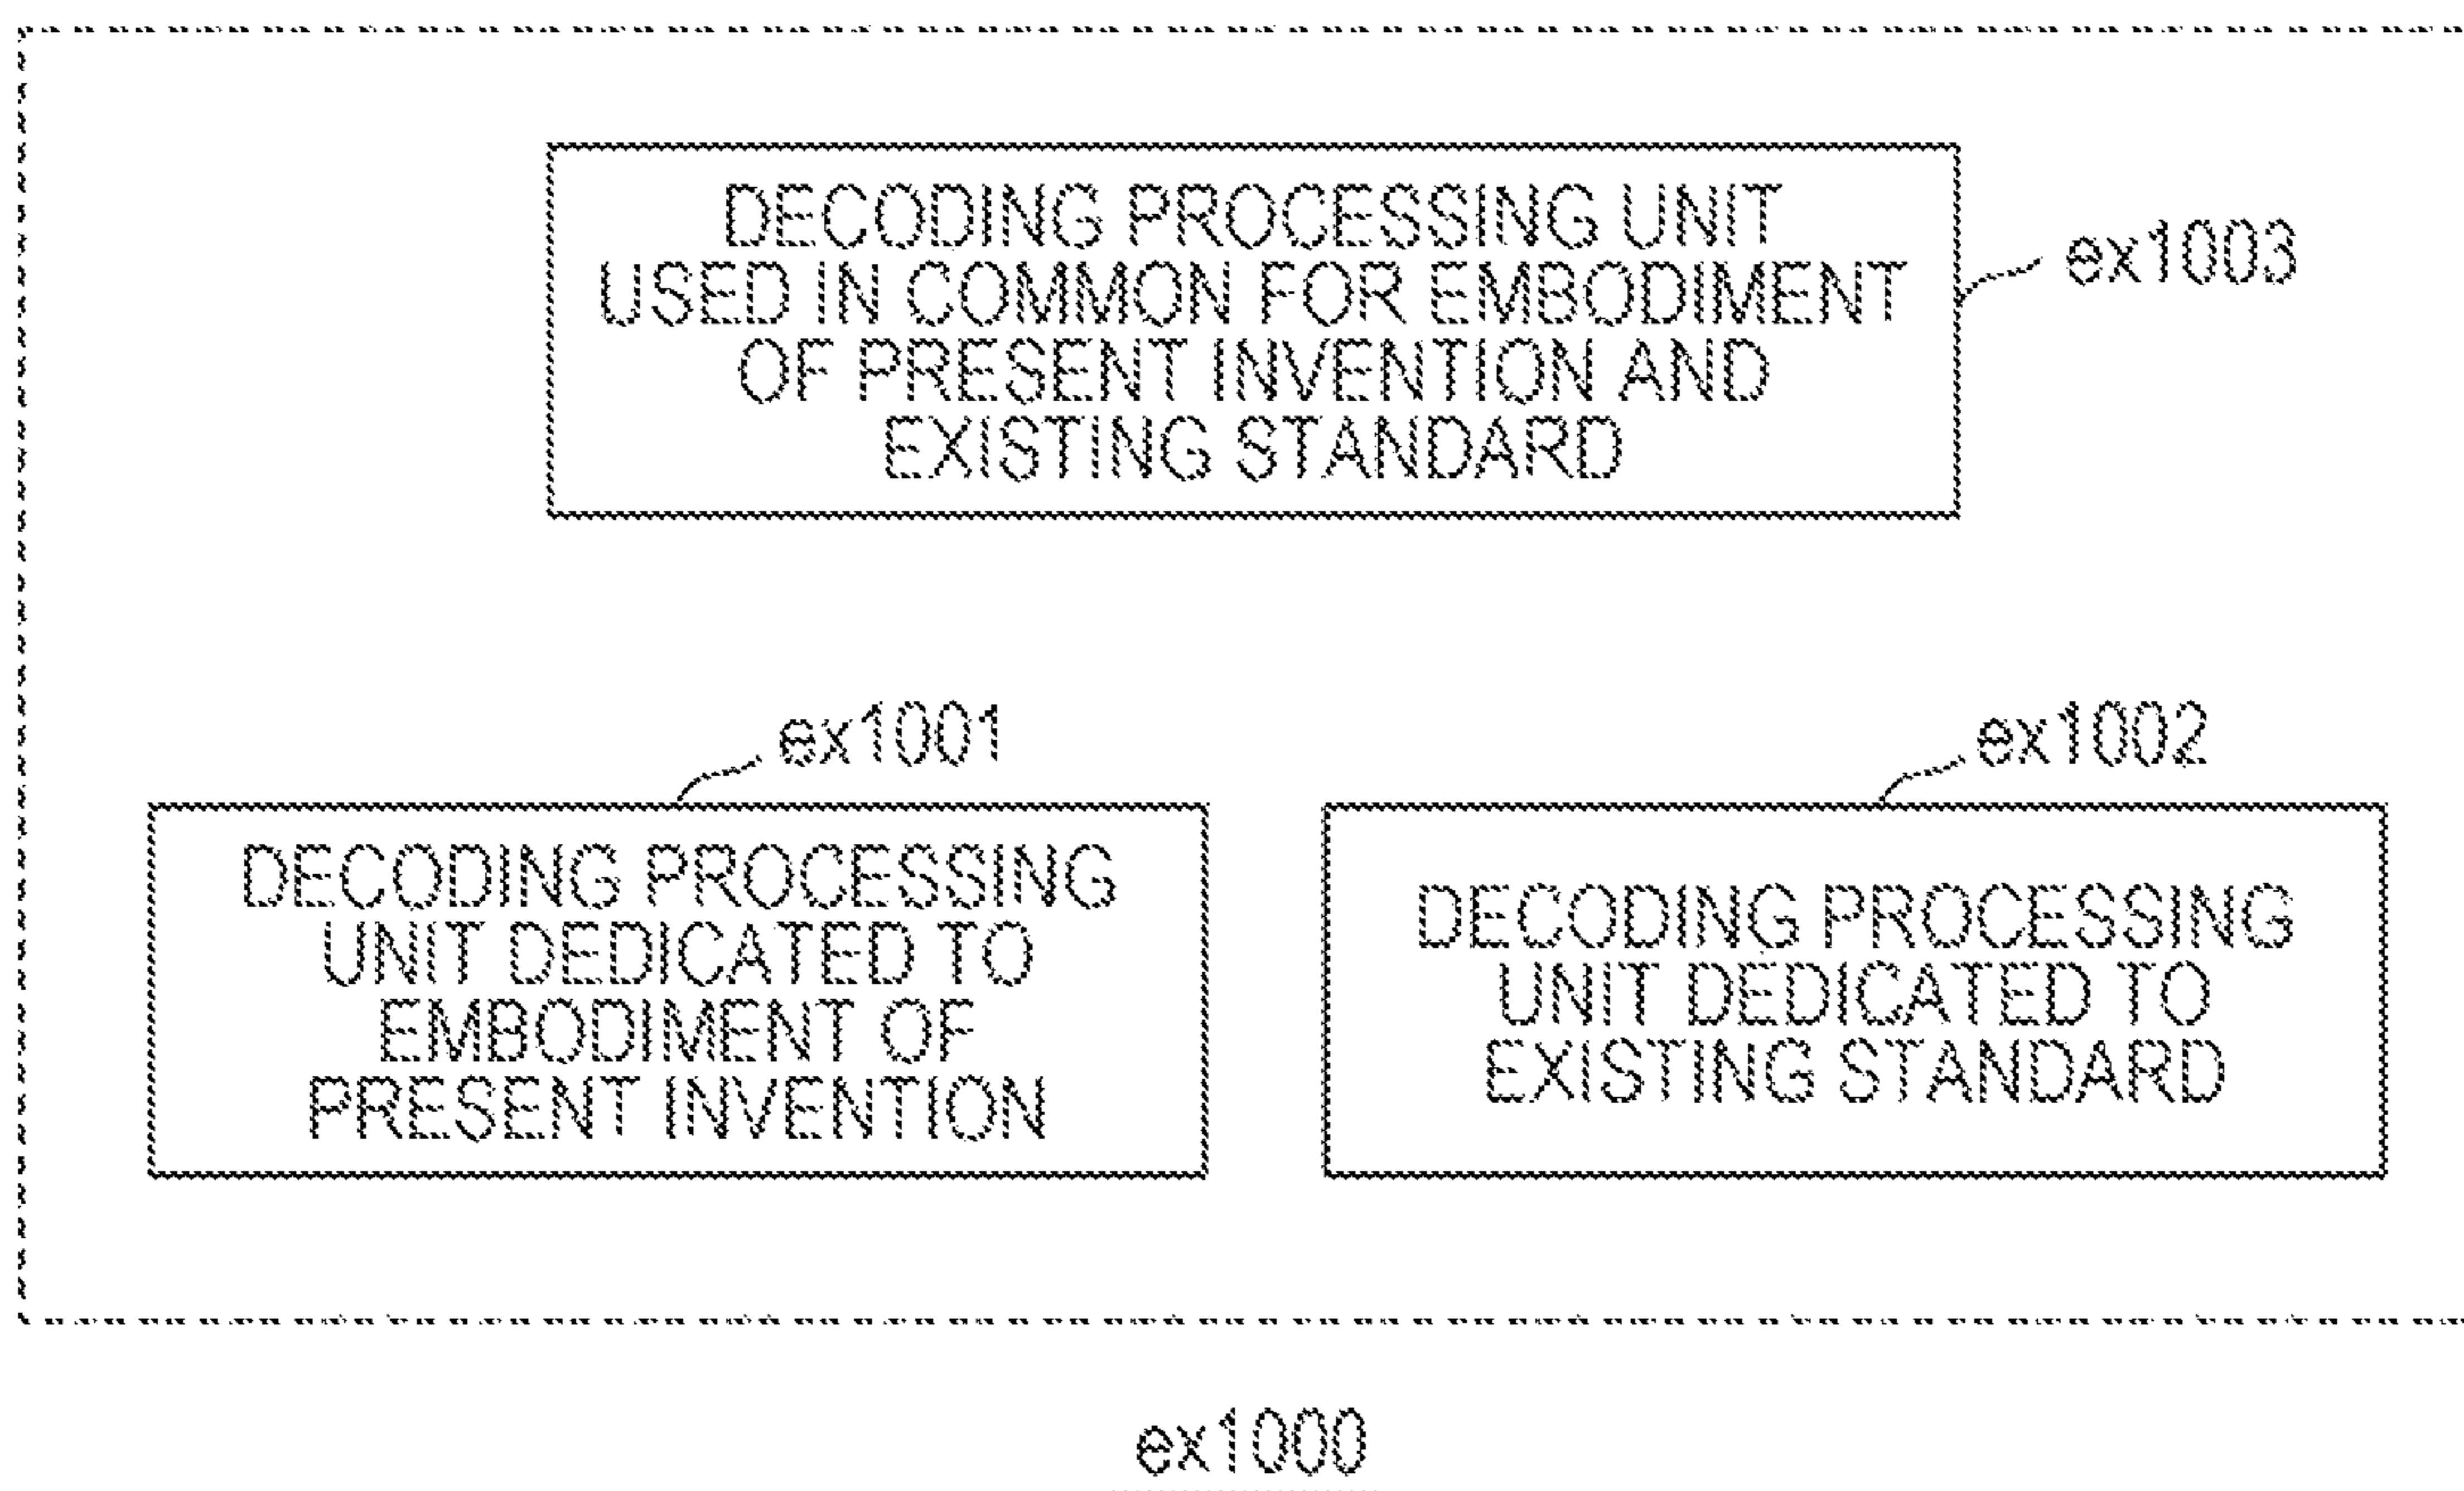 DECODING PROCESSING UNIT
USED IN COMMON FOR EMBODIMENT
OF PRESENT INVENTION AND
EXISTING STANDARD
ex1003
ex1001
DECODING PROCESSING
UNIT DEDICATED TO
EMBODIMENT OF
PRESENT INVENTION
ex1002
DECODING PROCESSING
UNIT DEDICATED TO
EXISTING STANDARD
ex1000